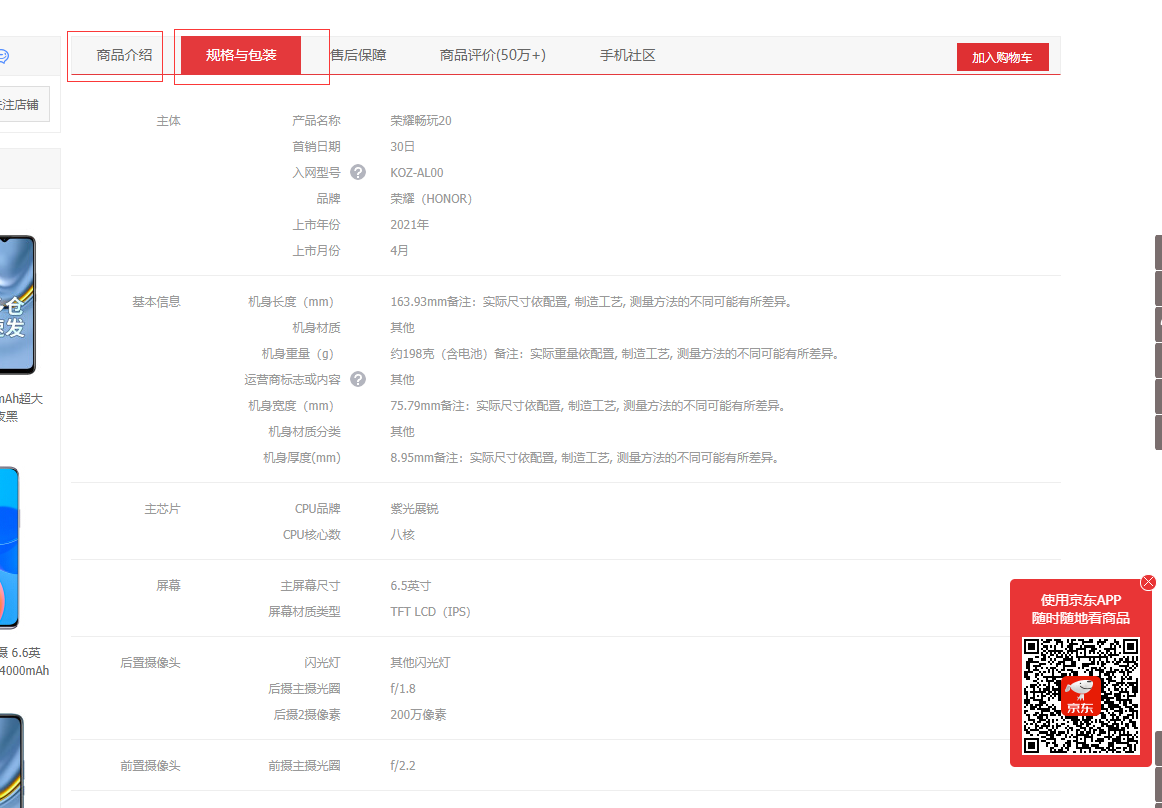 商品介绍 规格与包装 售后保障 商品评价(50万+) 手机社区 加入购物车
注店铺
主体 产品名称 荣耀畅玩20
首销日期 30日
入网型号 ? KOZ-AL00
品牌 荣耀（HONOR）
上市年份 2021年
上市月份 4月
基本信息 机身长度（mm） 163.93mm备注：实际尺寸依配置, 制造工艺, 测量方法的不同可能有所差异。
机身材质 其他
机身重量（g） 约198克（含电池）备注：实际重量依配置, 制造工艺, 测量方法的不同可能有所差异。
运营商标志或内容 ? 其他
机身宽度（mm） 75.79mm备注：实际尺寸依配置, 制造工艺, 测量方法的不同可能有所差异。
机身材质分类 其他
机身厚度(mm) 8.95mm备注：实际尺寸依配置, 制造工艺, 测量方法的不同可能有所差异。
主芯片 CPU品牌 紫光展锐
CPU核心数 八核
屏幕 主屏幕尺寸 6.5英寸
屏幕材质类型 TFT LCD（IPS）
后置摄像头 闪光灯 其他闪光灯
后摄主摄光圈 f/1.8
后摄2摄像素 200万像素
前置摄像头 前摄主摄光圈 f/2.2
仓
发
mAh超大
夜黑
摄 6.6英
4000mAh
使用京东APP
随时随地看商品
京东